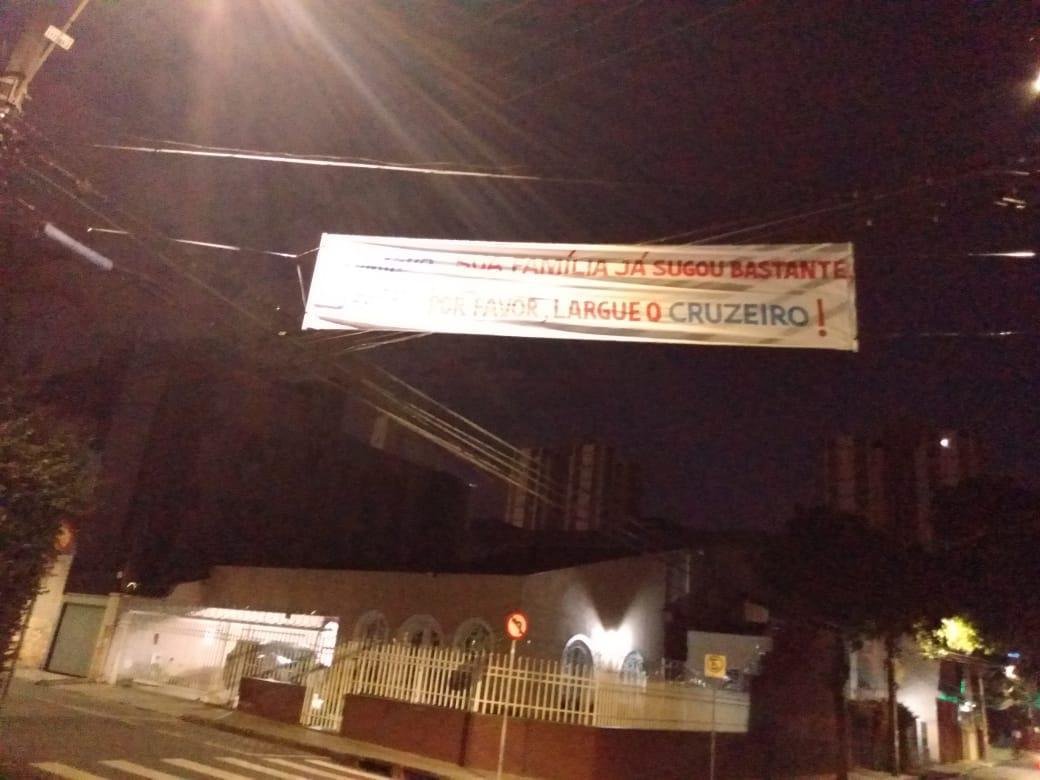 SUA FAMÍLIA JÁ SUGOU BASTANTE
POR FAVOR, LARGUE O CRUZEIRO!